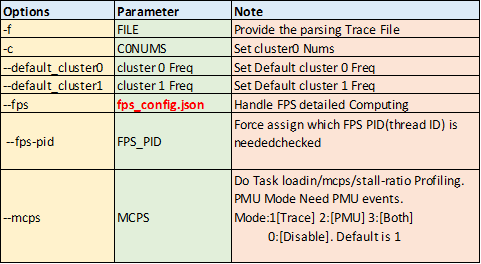 Options Parameter Note
-f FILE Provide the parsing Trace File
-c C0NUMS Set cluster0 Nums
--default_cluster0 cluster 0 Freq Set Default cluster 0 Freq
--default_cluster1 cluster 1 Freq Set Default cluster 1 Freq
--fps fps_config.json Handle FPS detailed Computing
--fps-pid FPS_PID Force assign which FPS PID(thread ID) is
neededchecked
--mcps MCPS Do Task loadin/mcps/stall-ratio Profiling.
PMU Mode Need PMU events.
Mode:1[Trace] 2:[PMU] 3:[Both]
0:[Disable]. Default is 1